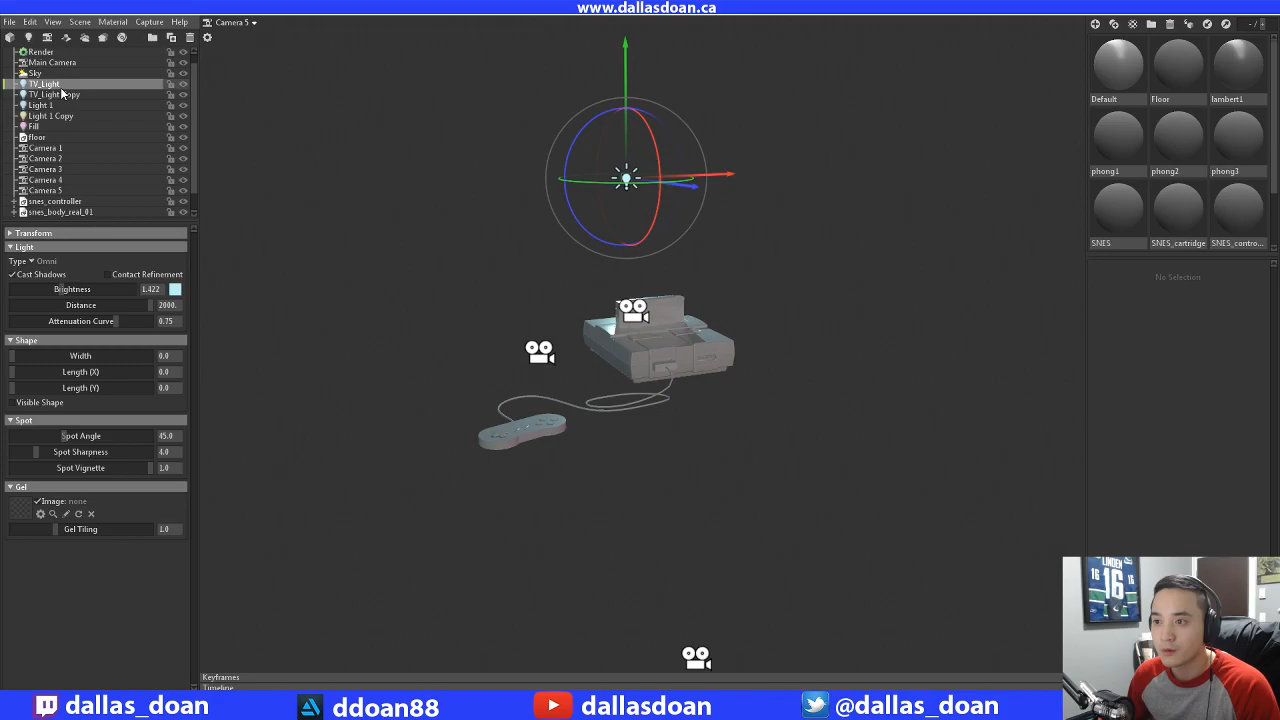 www.dallasdoan.ca
File Edit View Scene Material Capture Help
Camera 5
Render
Main Camera
Sky
TV_Light
TV_Light Copy
Light 1
Light 1 Copy
Fill
floor
Camera 1
Camera 2
Camera 3
Camera 4
Camera 5
snes_controller
snes_body_real_01
Transform
Light
Type Omni
Cast Shadows Contact Refinement
Brightness 1.422
Distance 2000.
Attenuation Curve 0.75
Shape
Width 0.0
Length (X) 0.0
Length (Y) 0.0
Visible Shape
Spot
Spot Angle 45.0
Spot Sharpness 4.0
Spot Vignette 1.0
Gel
Image: none
Gel Tiling 1.0
Default Floor lambert1
phong1 phong2 phong3
SNES SNES_cartridge SNES_contro...
No Selection
LINDEN
16
16
16
Keyframes
Timeline
dallas_doan ddoan88 dallasdoan @dallas_doan